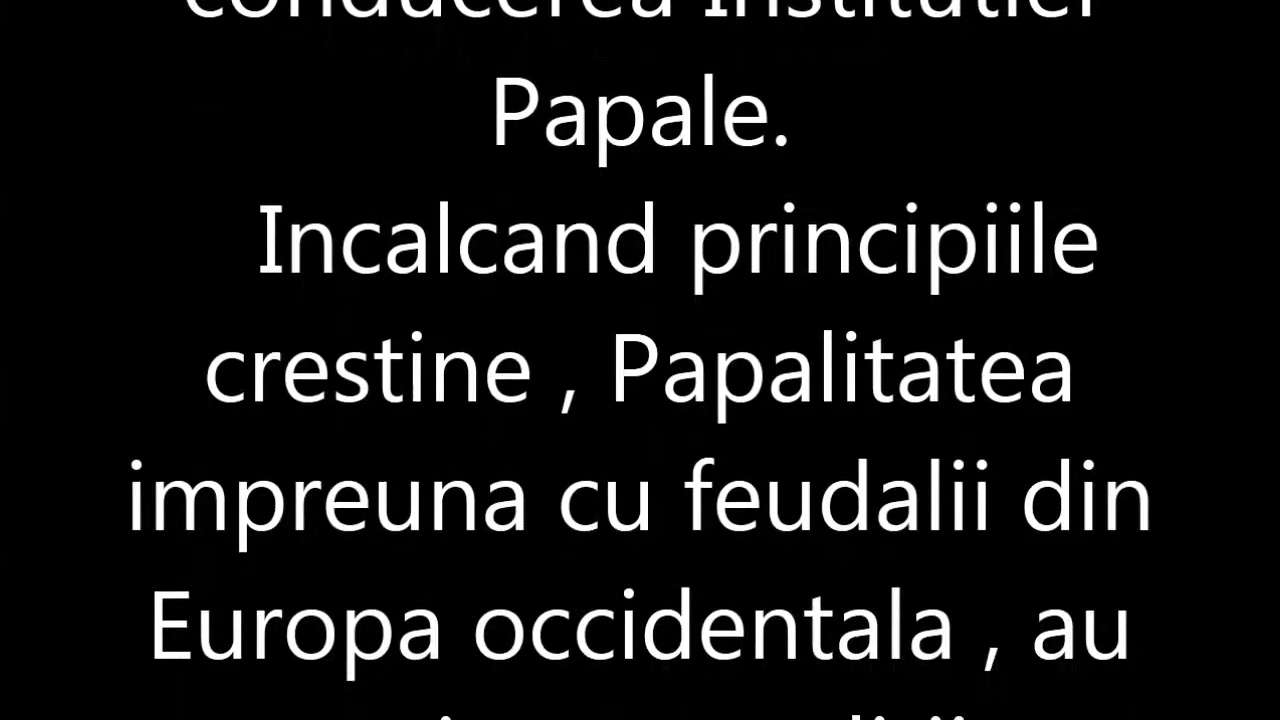 conducerea Institutiei
Papale.
Incalcand principiile
crestine , Papalitatea
impreuna cu feudalii din
Europa occidentala , au